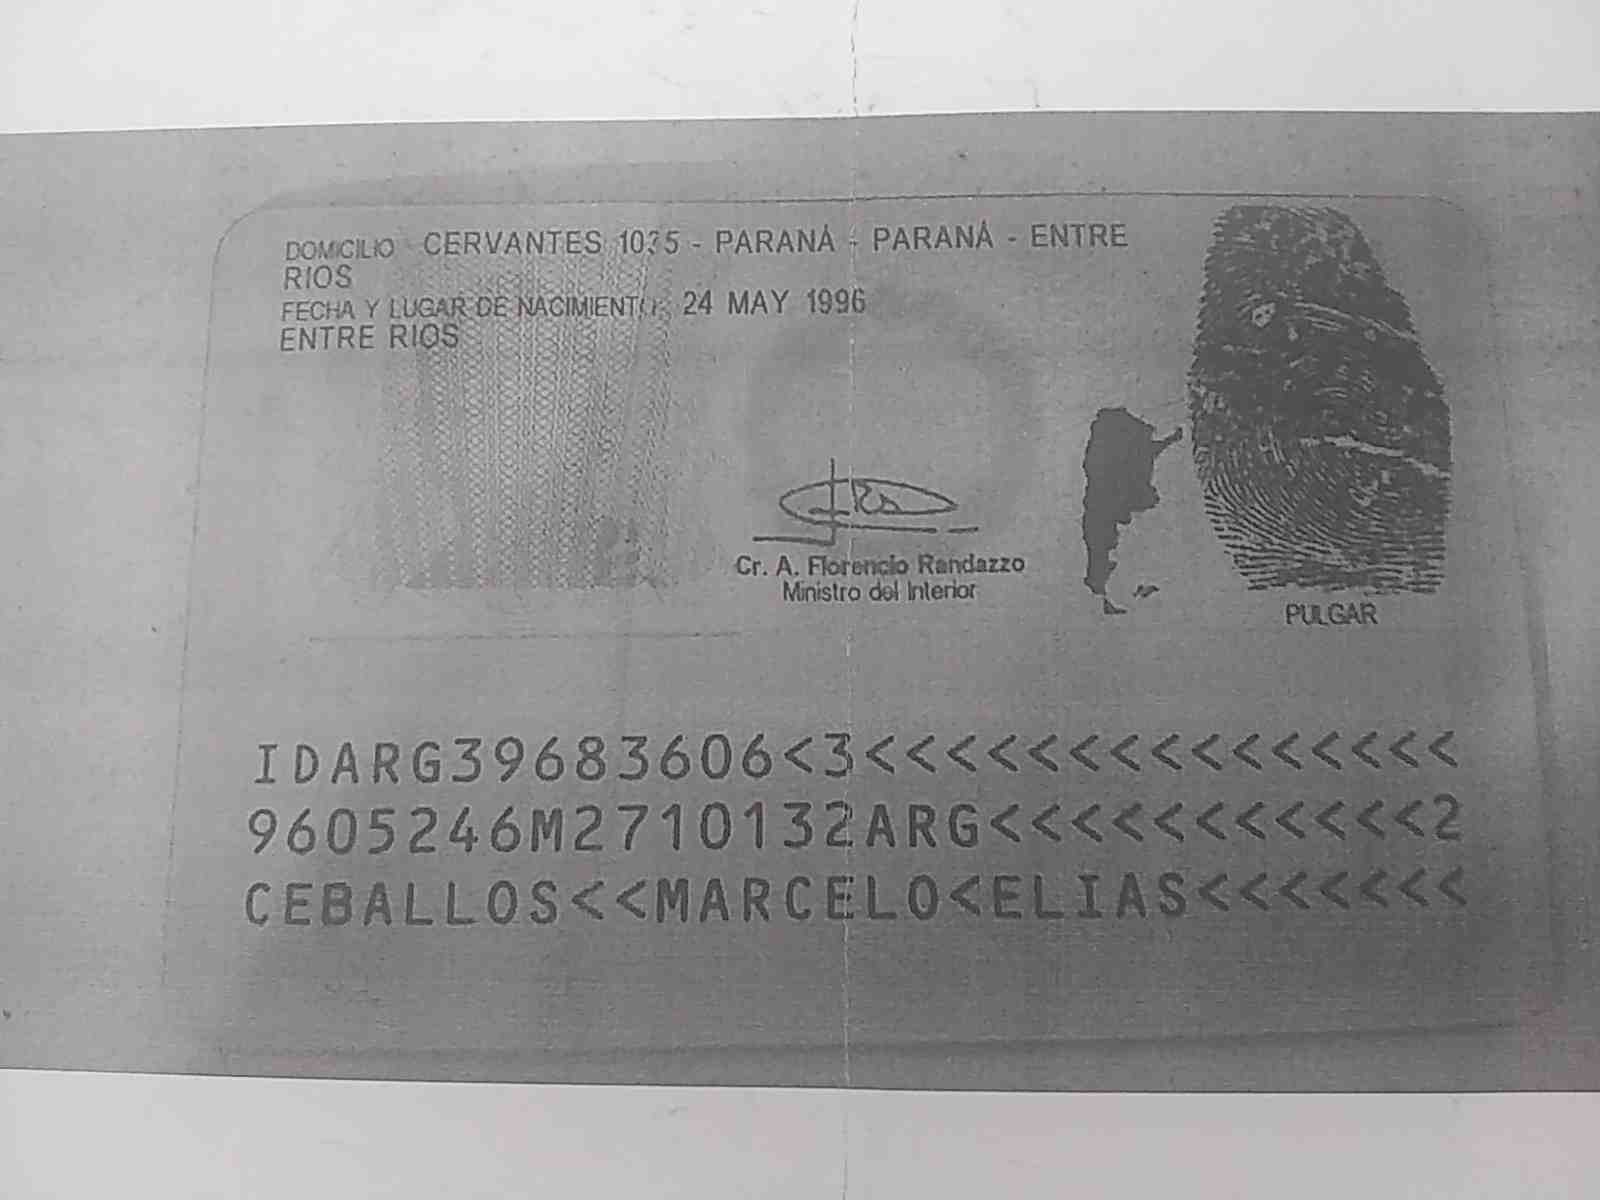 DOMICILIO CERVANTES - PARANÁ - PARANÁ - ENTRE
RIOS
FECHA Y LUGAR DE NACIMIENTO: 24 MAY 1996
ENTRE RIOS
Cr. A. Florencio Randazzo
Ministro del Interior
PULGAR
IDARG39683606<3<<<<<<<<<<<<<<<
9605246M2710132ARG<<<<<<<<<<<2
CEBALLOS<<MARCELO<ELIAS<<<<<<<